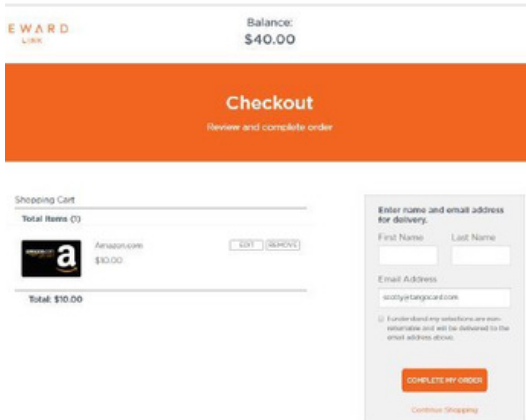 EWARD
LINK
Balance:
$40.00
Checkout
Review and complete order
Shopping Cart
Total Items (1)
a
Amazon.com
$10.00
EDIT
REMOVE
Total: $10.00
Enter name and email address
for delivery.
First Name
Last Name
Email Address
scotty@tangocard.com
I understand my selections are non-
returnable and will be delivered to the
email address above.
COMPLETE MY ORDER
Continue Shopping